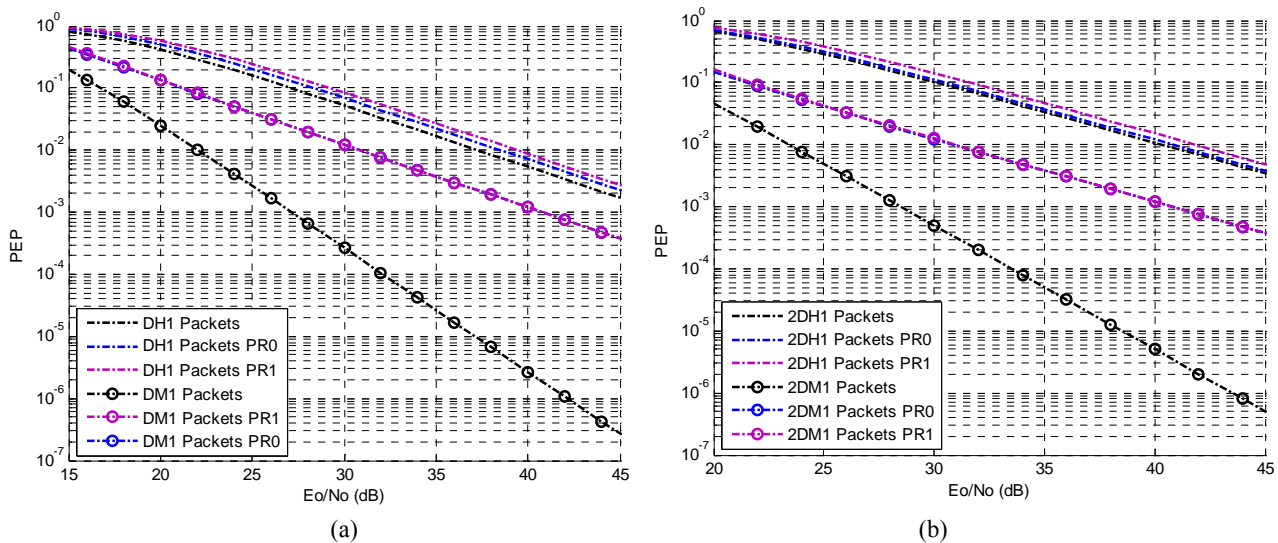 10^0
10^-1
10^-2
10^-3
10^-4
10^-5
10^-6
10^-7
PEP
15 20 25 30 35 40 45
Eo/No (dB)
DH1 Packets
DH1 Packets PR0
DH1 Packets PR1
DM1 Packets
DM1 Packets PR1
DM1 Packets PR0
(a)
10^0
10^-1
10^-2
10^-3
10^-4
10^-5
10^-6
10^-7
PEP
20 25 30 35 40 45
Eo/No (dB)
2DH1 Packets
2DH1 Packets PR0
2DH1 Packets PR1
2DM1 Packets
2DM1 Packets PR0
2DM1 Packets PR1
(b)